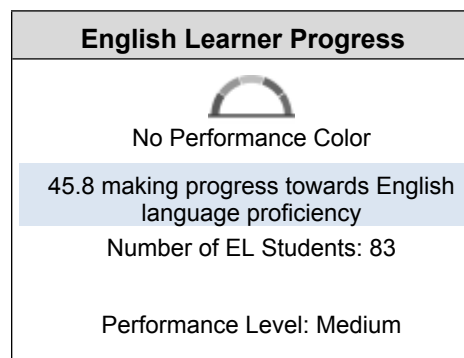 English Learner Progress
No Performance Color
45.8 making progress towards English
language proficiency
Number of EL Students: 83
Performance Level: Medium